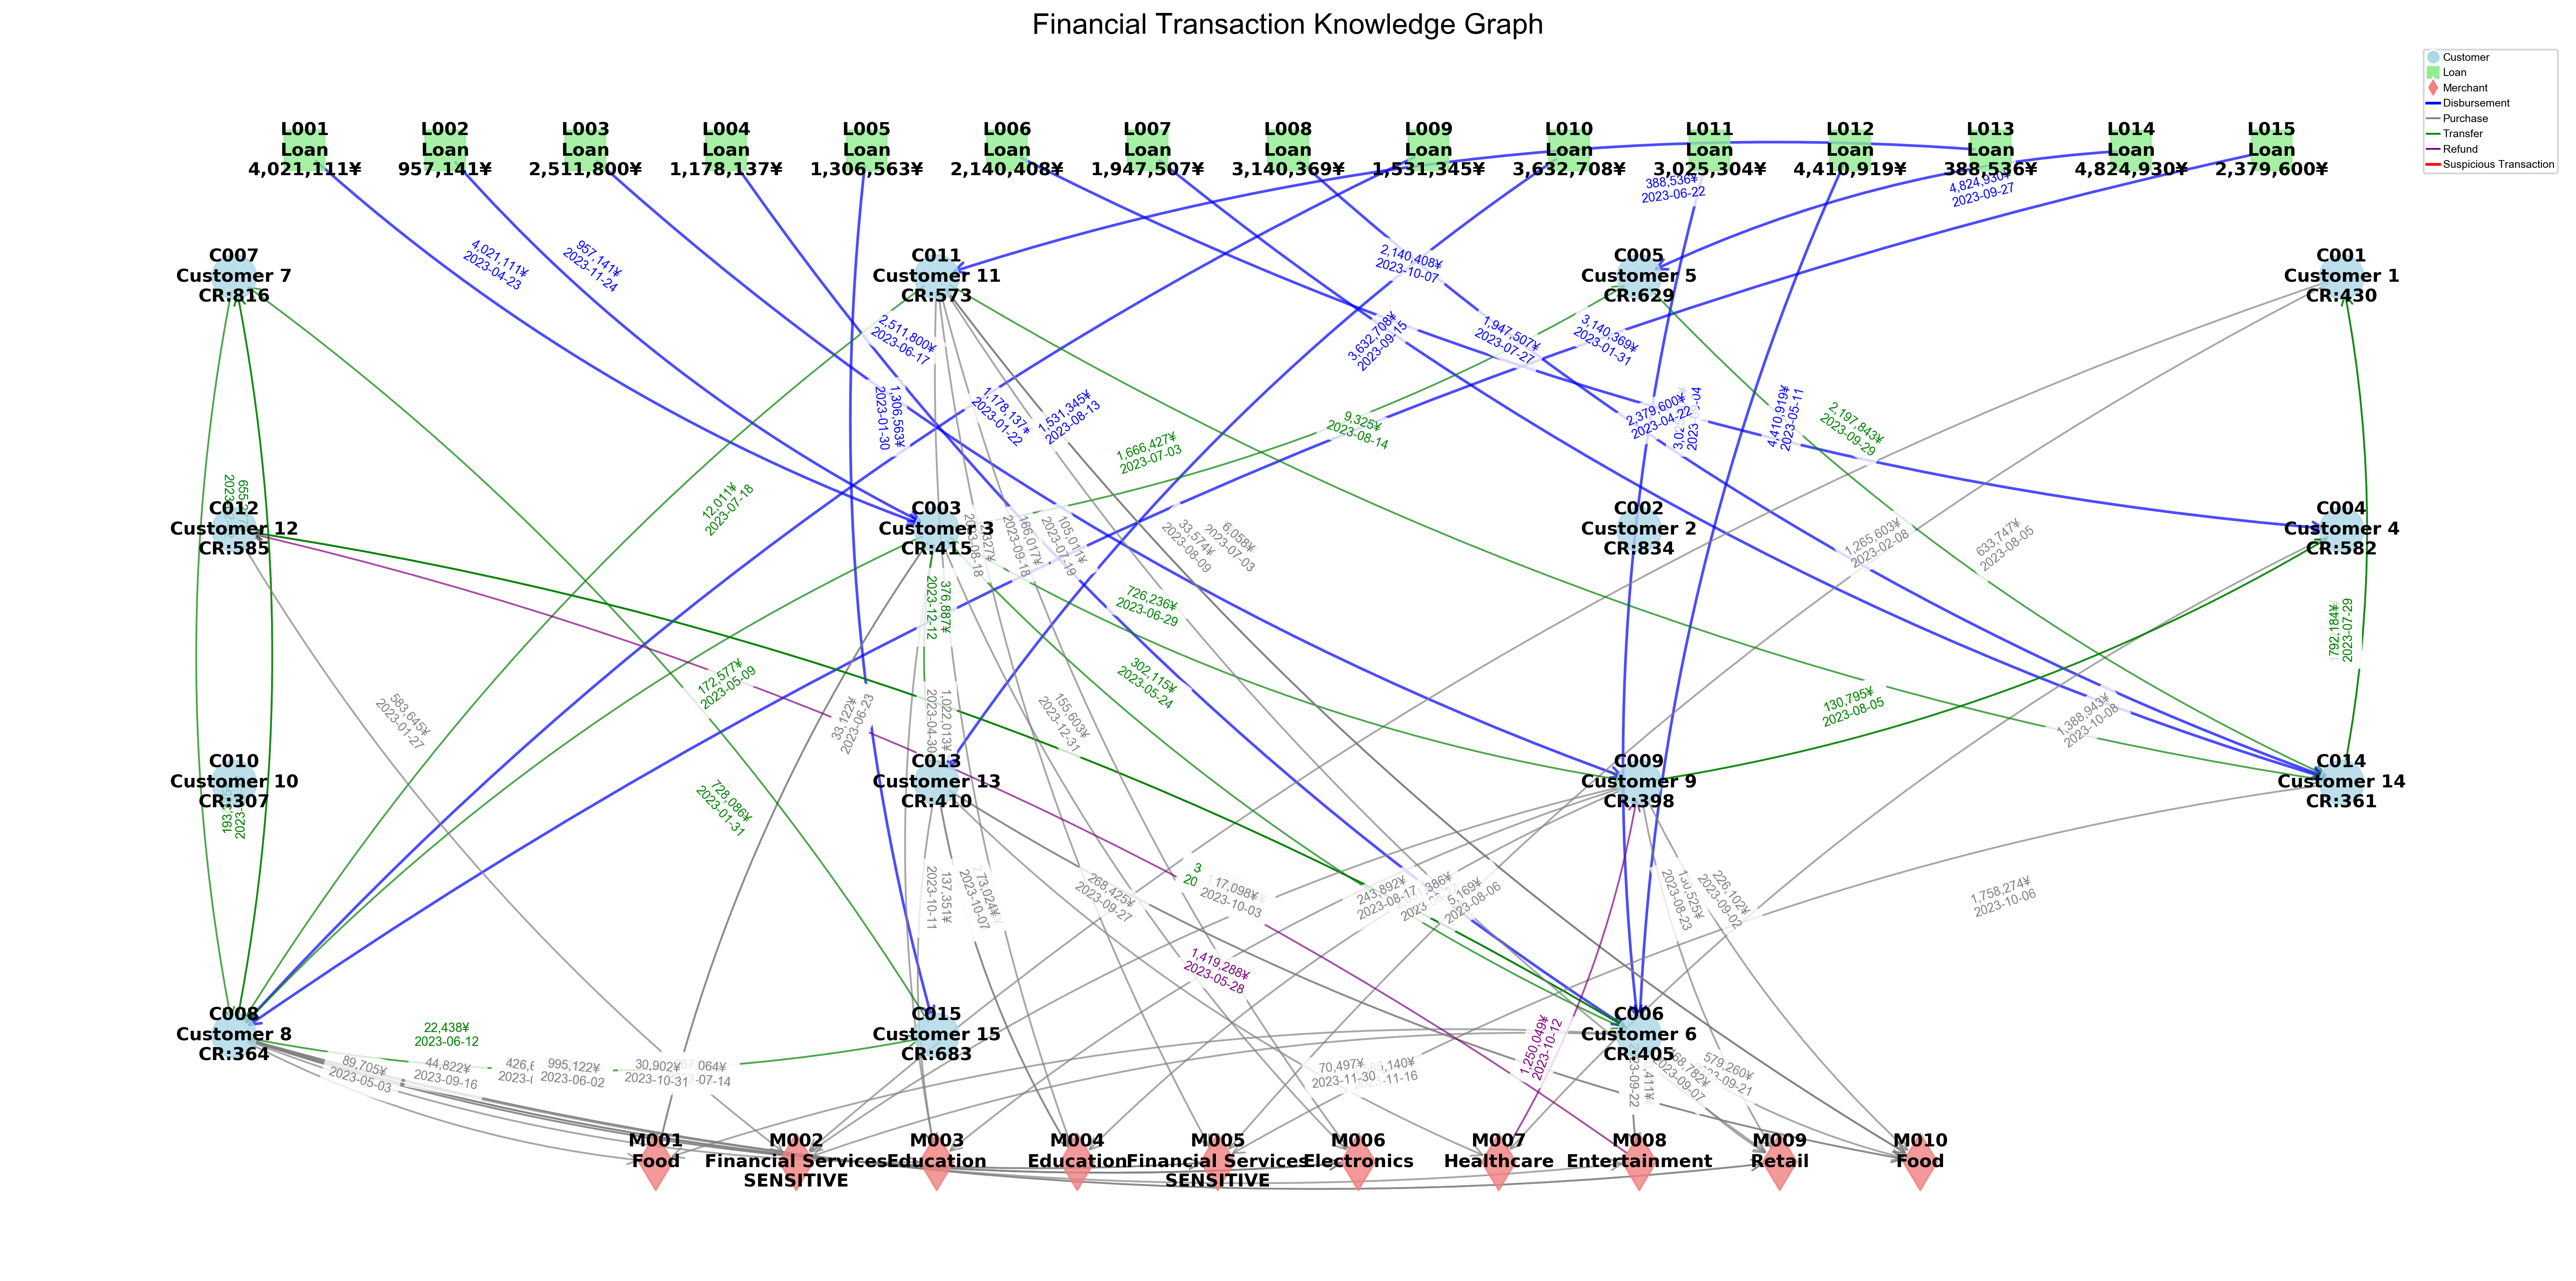 Financial Transaction Knowledge Graph
Customer
Loan
Merchant
Disbursement
Purchase
Transfer
Refund
Suspicious Transaction
L001
Loan
4,021,111¥
L002
Loan
957,141¥
L003
Loan
2,511,800¥
L004
Loan
1,178,137¥
L005
Loan
1,306,563¥
L006
Loan
2,140,408¥
L007
Loan
1,947,507¥
L008
Loan
3,140,369¥
L009
Loan
1,531,345¥
L010
Loan
3,632,708¥
L011
Loan
3,025,304¥
L012
Loan
4,410,919¥
L013
Loan
388,536¥
L014
Loan
4,824,930¥
L015
Loan
2,379,600¥
388,536¥
2023-06-22
4,824,930¥
2023-09-27
C007
Customer 7
CR:816
4,021,111¥
2023-04-23
957,141¥
2023-11-24
C011
Customer 11
CR:573
2,140,408¥
2023-10-07
C005
Customer 5
CR:629
C001
Customer 1
CR:430
2,511,800¥
2023-06-17
3,632,708¥
2023-09-15
1,947,507¥
2023-07-27
3,140,369¥
2023-01-31
1,306,563¥
2023-01-30
1,178,137¥
2023-01-22
1,531,345¥
2023-08-13
9,325¥
2023-08-14
1,666,427¥
2023-07-03
2,379,600¥
2023-04-22
4,410,919¥
2023-05-11
2,197,843¥
2023-09-29
C012
Customer 12
CR:585
12,011¥
2023-07-18
C003
Customer 3
CR:415
2023-08-18
166,017¥
2023-09-18
105,011¥
2023-07-19
33,574¥
2023-08-09
6,058¥
2023-07-03
C002
Customer 2
CR:834
1,265,603¥
2023-02-08
633,747¥
2023-08-05
C004
Customer 4
CR:582
376,887¥
2023-12-12
726,236¥
2023-06-29
2023-07-29
172,577¥
2023-05-09
302,115¥
2023-05-24
583,645¥
2023-01-27
33,122¥
2023-06-23
1,022,013¥
2023-04-30
155,603¥
2023-12-31
130,795¥
2023-08-05
1,388,943¥
2023-10-08
C010
Customer 10
CR:307
728,086¥
2023-01-31
C013
Customer 13
CR:410
C009
Customer 9
CR:398
C014
Customer 14
CR:361
137,351¥
2023-10-11
2023-10-07
268,425¥
2023-09-27
17,098¥
2023-10-03
243,892¥
2023-08-17
5,169¥
2023-08-06
2023-08-23
226,102¥
2023-09-02
1,758,274¥
2023-10-06
1,419,288¥
2023-05-28
C008
Customer 8
CR:364
22,438¥
2023-06-12
C015
Customer 15
CR:683
1,250,049¥
2023-10-12
C006
Customer 6
CR:405
89,705¥
2023-05-03
44,822¥
2023-09-16
995,122¥
2023-06-02
30,902¥
2023-10-31
70,497¥
2023-11-30
2023-09-07
579,260¥
M001
Food
M002
Financial Services
SENSITIVE
M003
Education
M004
Education
M005
Financial Services
SENSITIVE
M006
Electronics
M007
Healthcare
M008
Entertainment
M009
Retail
M010
Food